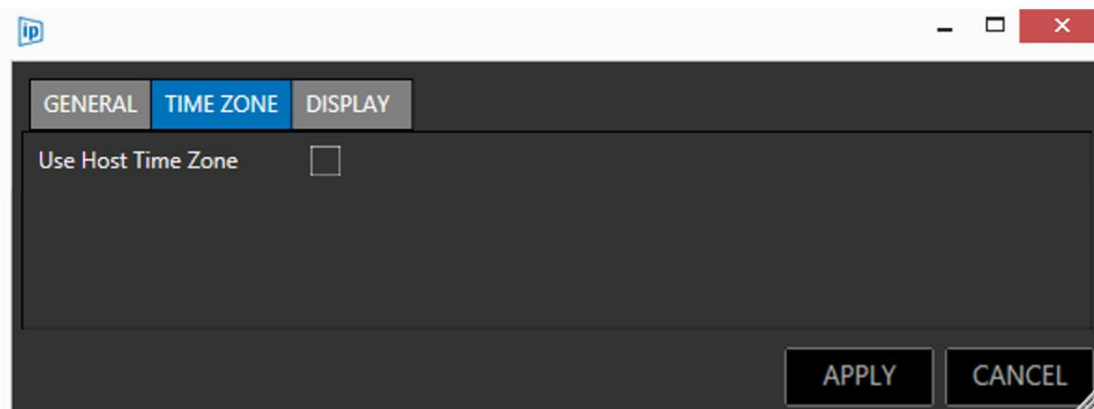 ip
GENERAL TIME ZONE DISPLAY
Use Host Time Zone
APPLY CANCEL